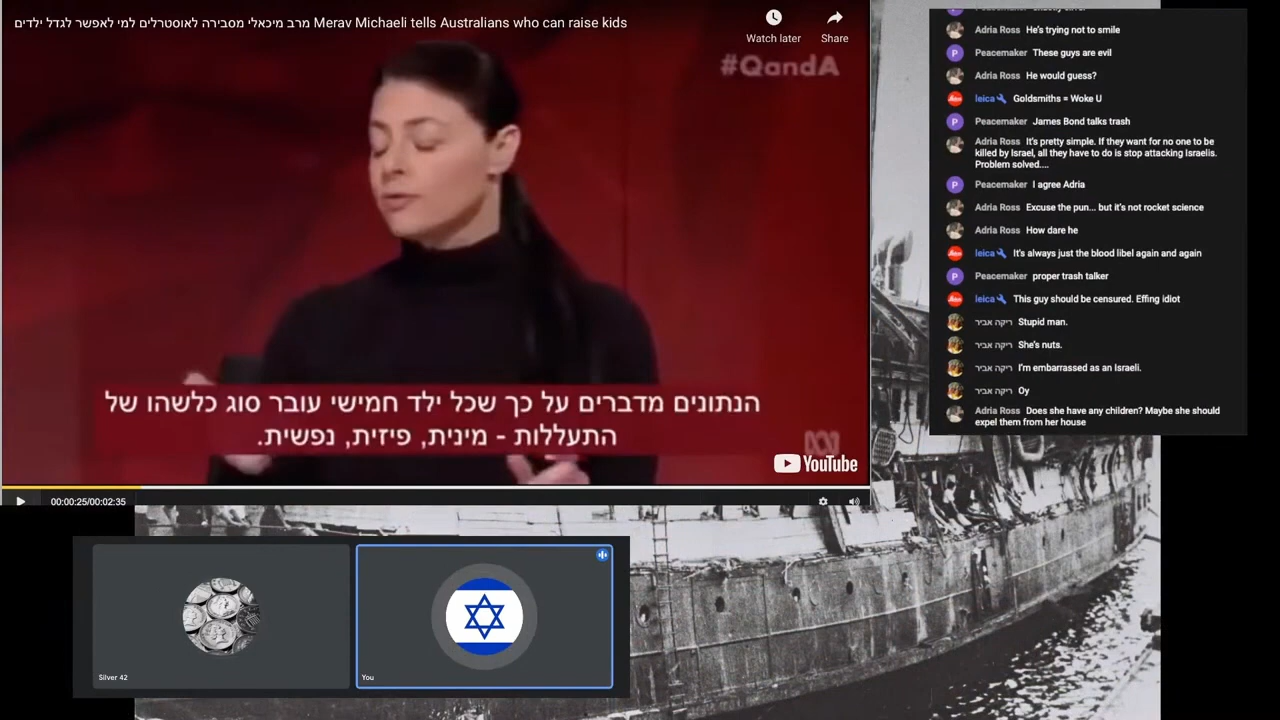 מרב מיכאלי מסבירה לאוסטרלים למי לאפשר לגדל ילדים Merav Michaeli tells Australians who can raise kids
Watch later
Share
#QandA
הנתונים מדברים על כך שכל ילד חמישי עובר סוג כלשהו של
התעללות - מינית, פיזית, נפשית.
YouTube
00:00:25/00:02:35
Silver 42
You
Adria Ross He's trying not to smile
P Peacemaker These guys are evil
Adria Ross He would guess?
leica Goldsmiths = Woke U
P Peacemaker James Bond talks trash
Adria Ross It's pretty simple. If they want for no one to be
killed by Israel, all they have to do is stop attacking Israelis.
Problem solved....
P Peacemaker I agree Adria
Adria Ross Excuse the pun... but it's not rocket science
Adria Ross How dare he
leica It's always just the blood libel again and again
P Peacemaker proper trash talker
leica This guy should be censured. Effing idiot
ריקה אביר Stupid man.
ריקה אביר She's nuts.
ריקה אביר I'm embarrassed as an Israeli.
ריקה אביר Oy
Adria Ross Does she have any children? Maybe she should
expel them from her house